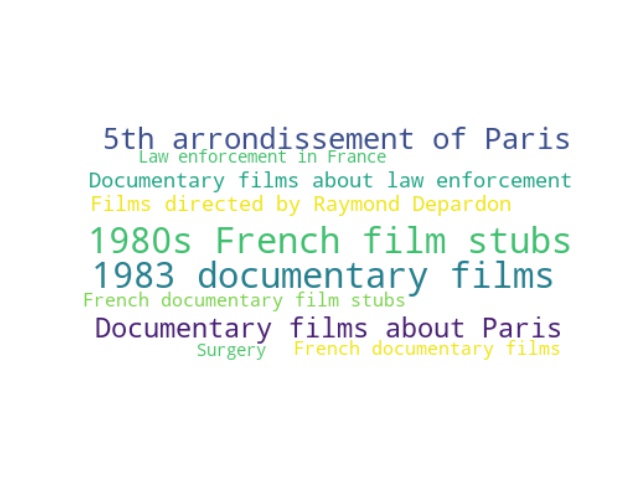 5th arrondissement of Paris
Law enforcement in France
Documentary films about law enforcement
Films directed by Raymond Depardon
1980s French film stubs
1983 documentary films
French documentary film stubs
Documentary films about Paris
Surgery
French documentary films